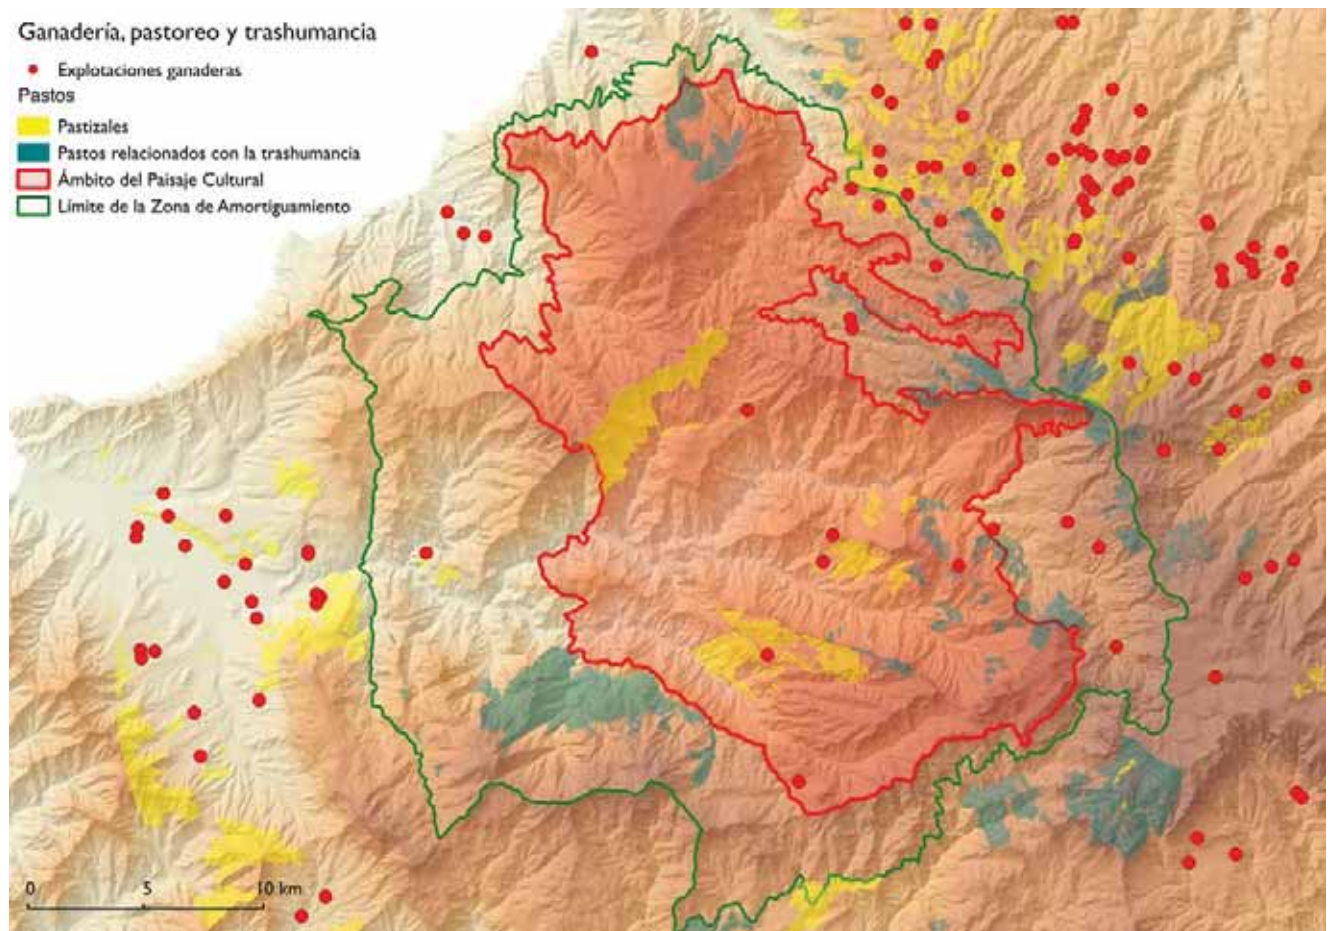 Ganadería, pastoreo y trashumancia
Explotaciones ganaderas
Pastos
Pastizales
Pastos relacionados con la trashumancia
Ámbito del Paisaje Cultural
Límite de la Zona de Amortiguamiento
0 5 10 km